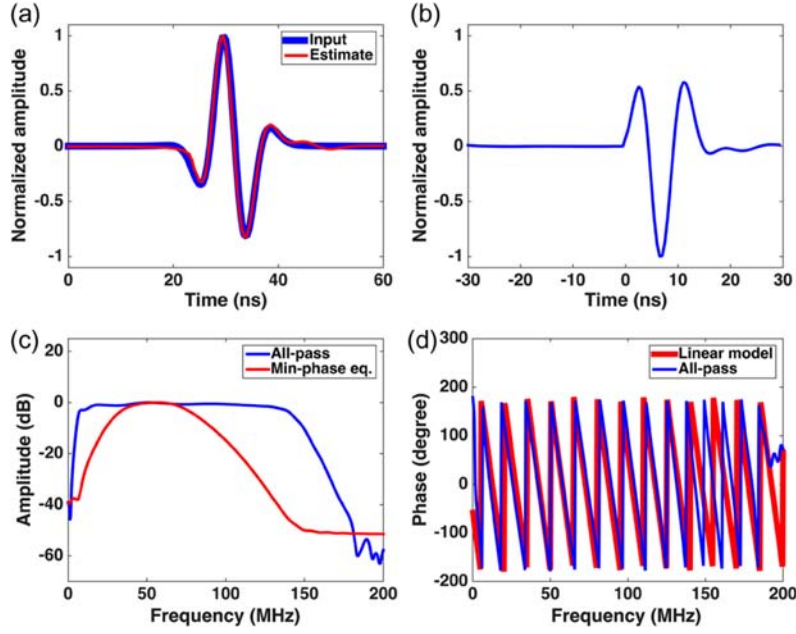 (a)
Input
Estimate
Normalized amplitude
1
0.5
0
-0.5
-1
0 20 40 60
Time (ns)
(b)
Normalized amplitude
1
0.5
0
-0.5
-1
-30 -20 -10 0 10 20 30
Time (ns)
(c)
All-pass
Min-phase eq.
Amplitude (dB)
20
0
-20
-40
-60
0 50 100 150 200
Frequency (MHz)
(d)
Linear model
All-pass
Phase (degree)
300
200
100
0
-100
-200
0 50 100 150 200
Frequency (MHz)